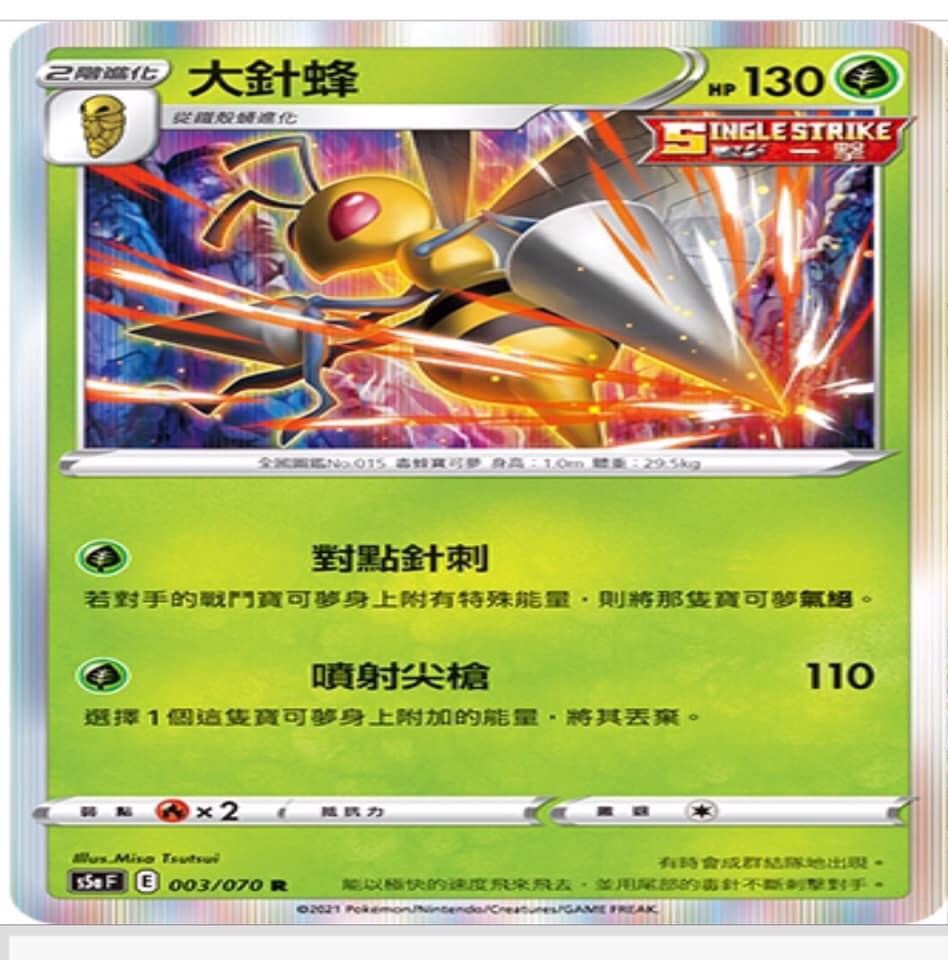 2階進化 大針蜂 HP 130
從鐵殼蛹進化
SINGLE STRIKE
一擊
全國圖鑑No.015 毒蜂寶可夢 身高：1.0m 體重：29.5kg
對點針刺
若對手的戰鬥寶可夢身上附有特殊能量，則將那隻寶可夢氣絕。
噴射尖槍 110
選擇1個這隻寶可夢身上附加的能量，將其丟棄。
弱點 ×2 抵抗力 撤退
Illus. Misa Tsutsui
有時會成群結隊地出現。
s5a F E 003/070 R
能以極快的速度飛來飛去，並用尾部的毒針不斷刺擊對手。
©2021 Pokémon/Nintendo/Creatures/GAME FREAK.